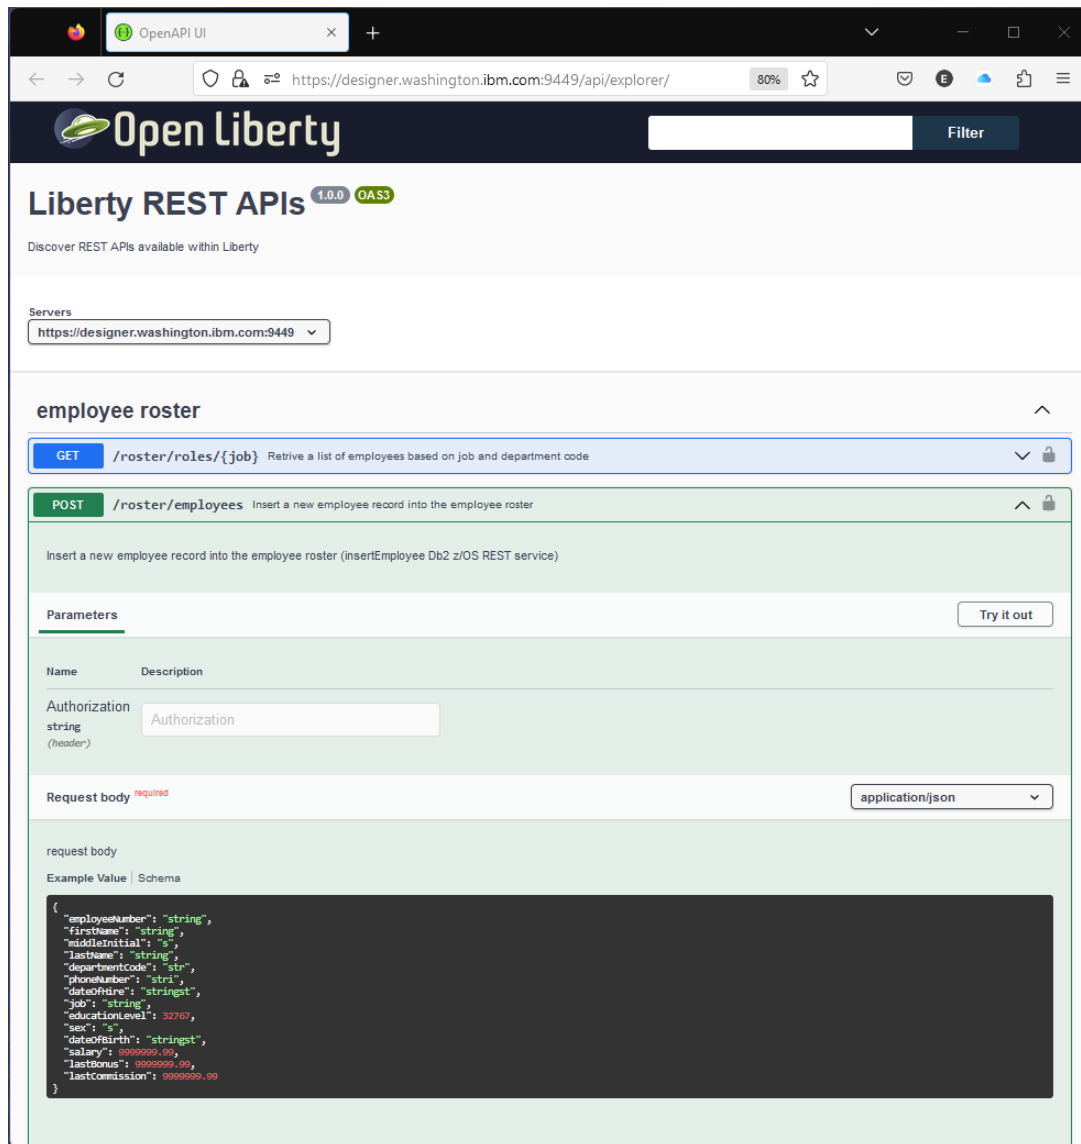 OpenAPI UI
https://designer.washington.ibm.com:9449/api/explorer/ 80% E
Open Liberty Filter
Liberty REST APIs 1.0.0 OAS3
Discover REST APIs available within Liberty
Servers
https://designer.washington.ibm.com:9449
employee roster
GET /roster/roles/{job} Retrive a list of employees based on job and department code
POST /roster/employees Insert a new employee record into the employee roster
Insert a new employee record into the employee roster (insertEmployee Db2 z/OS REST service)
Parameters Try it out
Name Description
Authorization Authorization
string
(header)
Request body required application/json
request body
Example Value | Schema
{
"employeeNumber": "string",
"firstName": "string",
"middleInitial": "s",
"lastName": "string",
"departmentCode": "str",
"phoneNumber": "stri",
"dateOfHire": "stringst",
"job": "string",
"educationLevel": 32767,
"sex": "s",
"dateOfBirth": "stringst",
"salary": 9999999.99,
"lastBonus": 9999999.99,
"lastCommission": 9999999.99
}